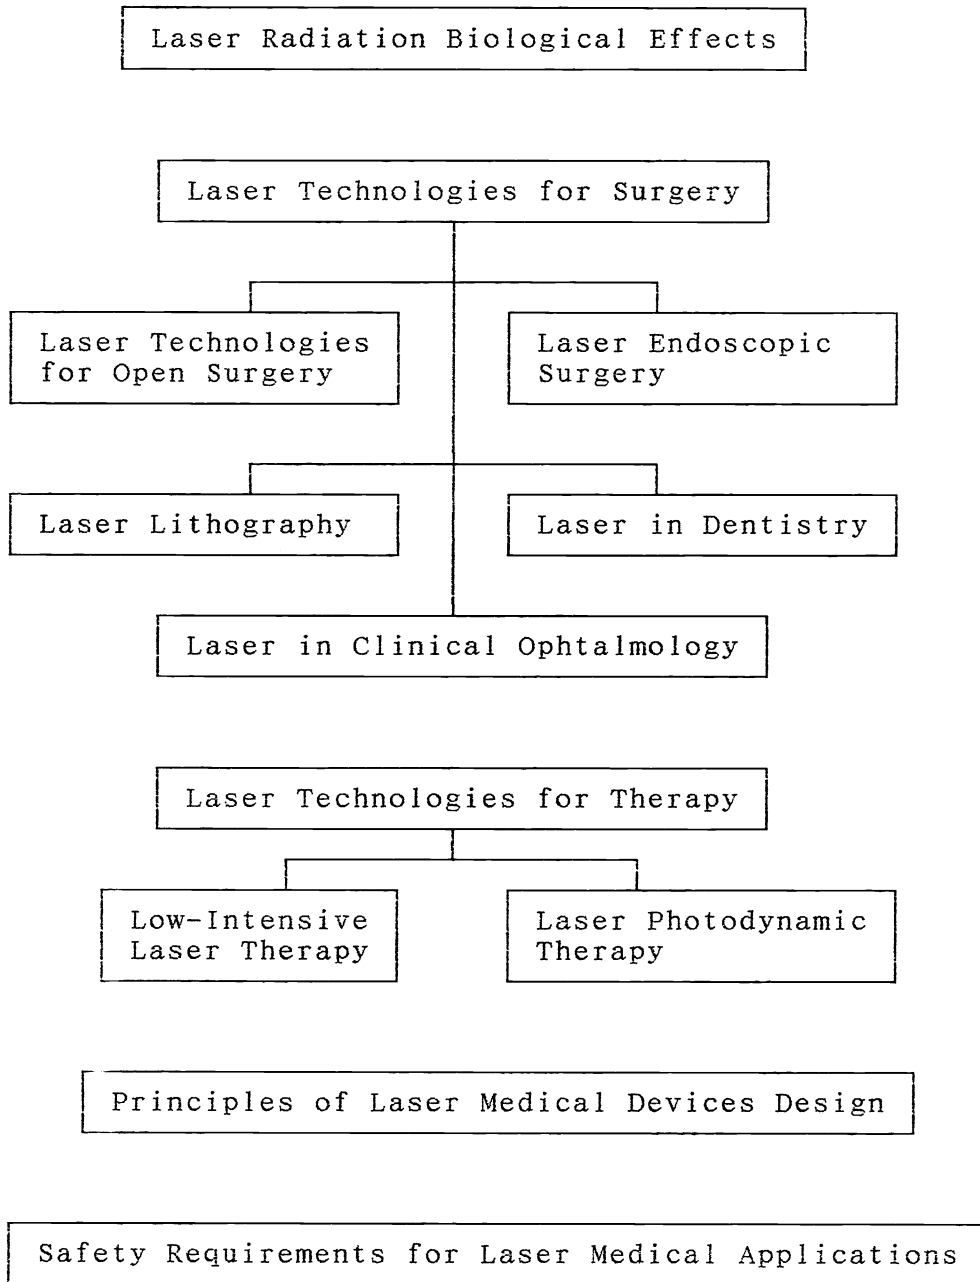 Laser Radiation Biological Effects
Laser Technologies for Surgery
Laser Technologies
for Open Surgery
Laser Endoscopic
Surgery
Laser Lithography
Laser in Dentistry
Laser in Clinical Ophtalmology
Laser Technologies for Therapy
Low-Intensive
Laser Therapy
Laser Photodynamic
Therapy
Principles of Laser Medical Devices Design
Safety Requirements for Laser Medical Applications